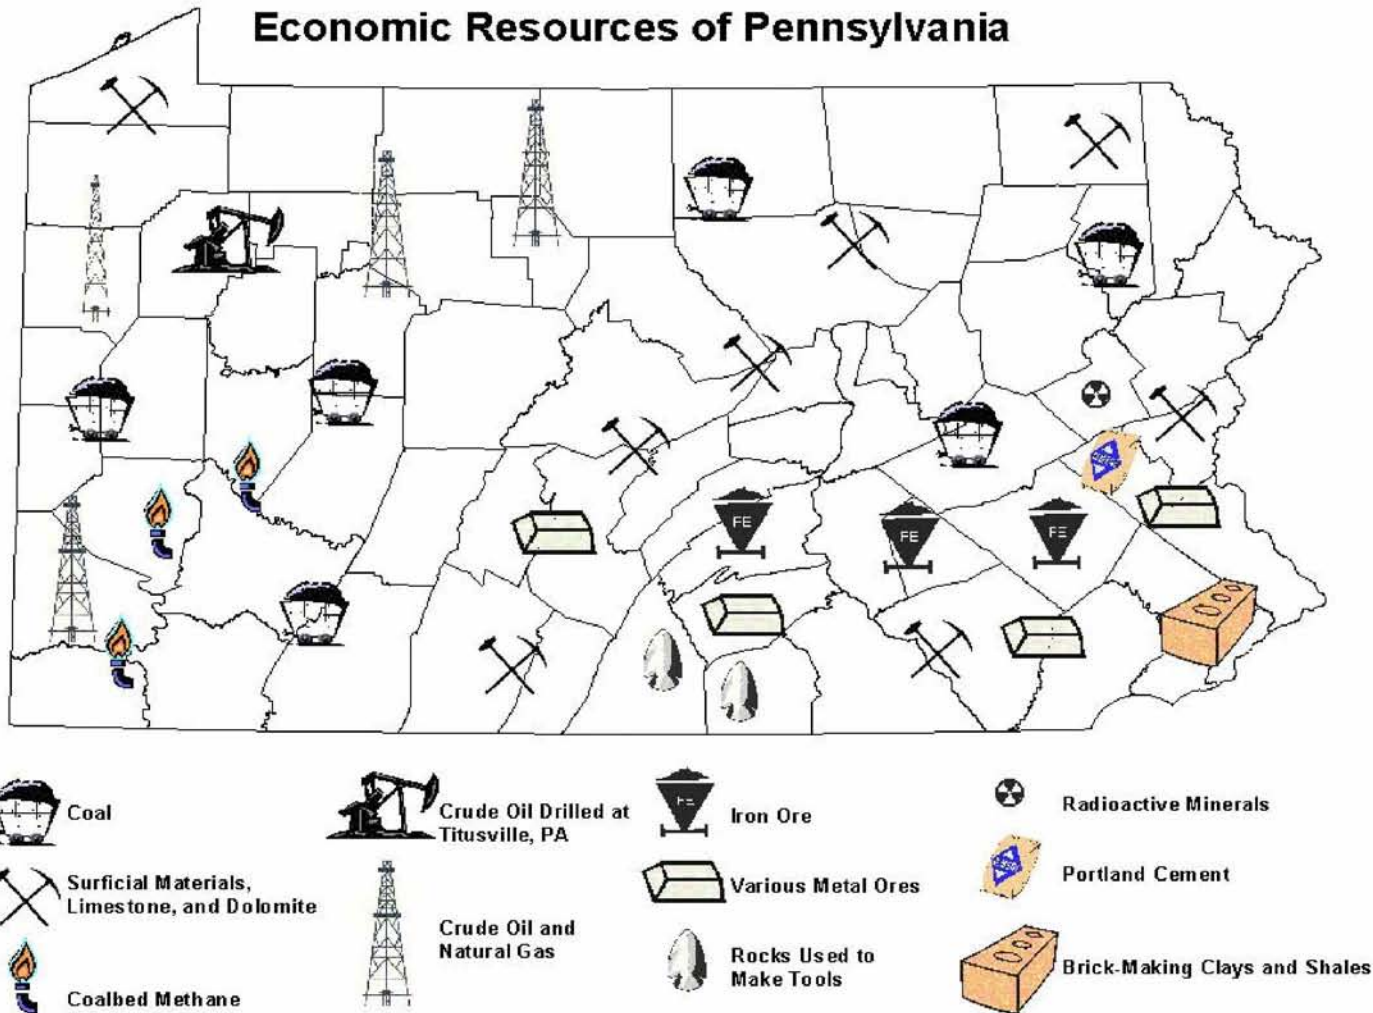 Economic Resources of Pennsylvania
FE
FE
FE
Coal
Surficial Materials,
Limestone, and Dolomite
Coalbed Methane
Crude Oil Drilled at
Titusville, PA
Crude Oil and
Natural Gas
FE
Iron Ore
Various Metal Ores
Rocks Used to
Make Tools
Radioactive Minerals
Portland Cement
Brick-Making Clays and Shales